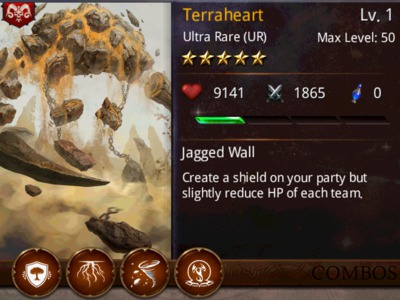 Terraheart
Lv. 1
Ultra Rare (UR)
Max Level: 50
9141
1865
0
Jagged Wall
Create a shield on your party but
slightly reduce HP of each team.
COMBOS